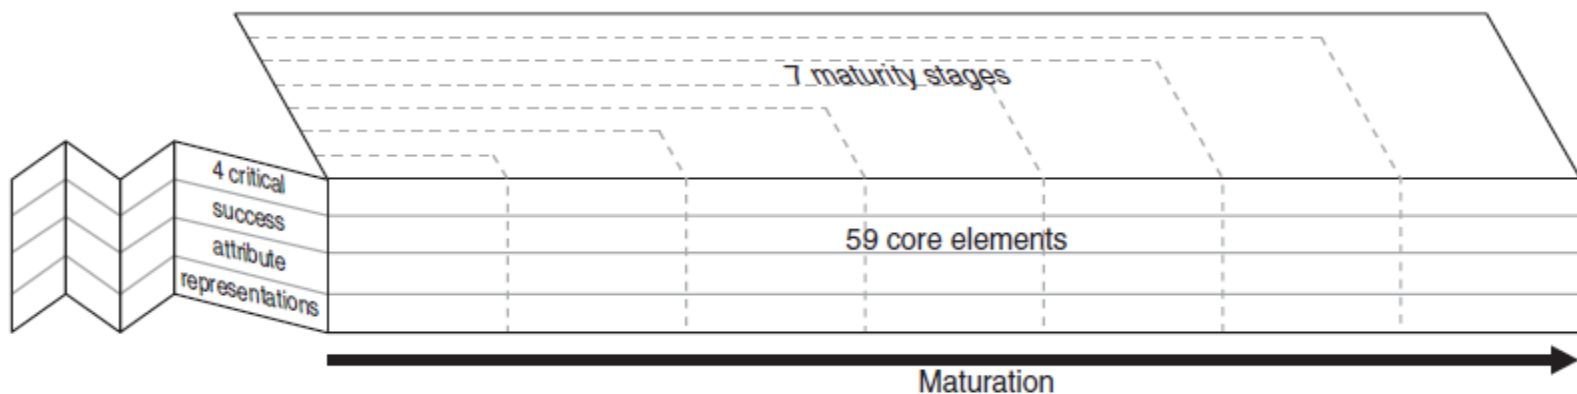 7 maturity stages
4 critical
success
attribute
representations
59 core elements
Maturation